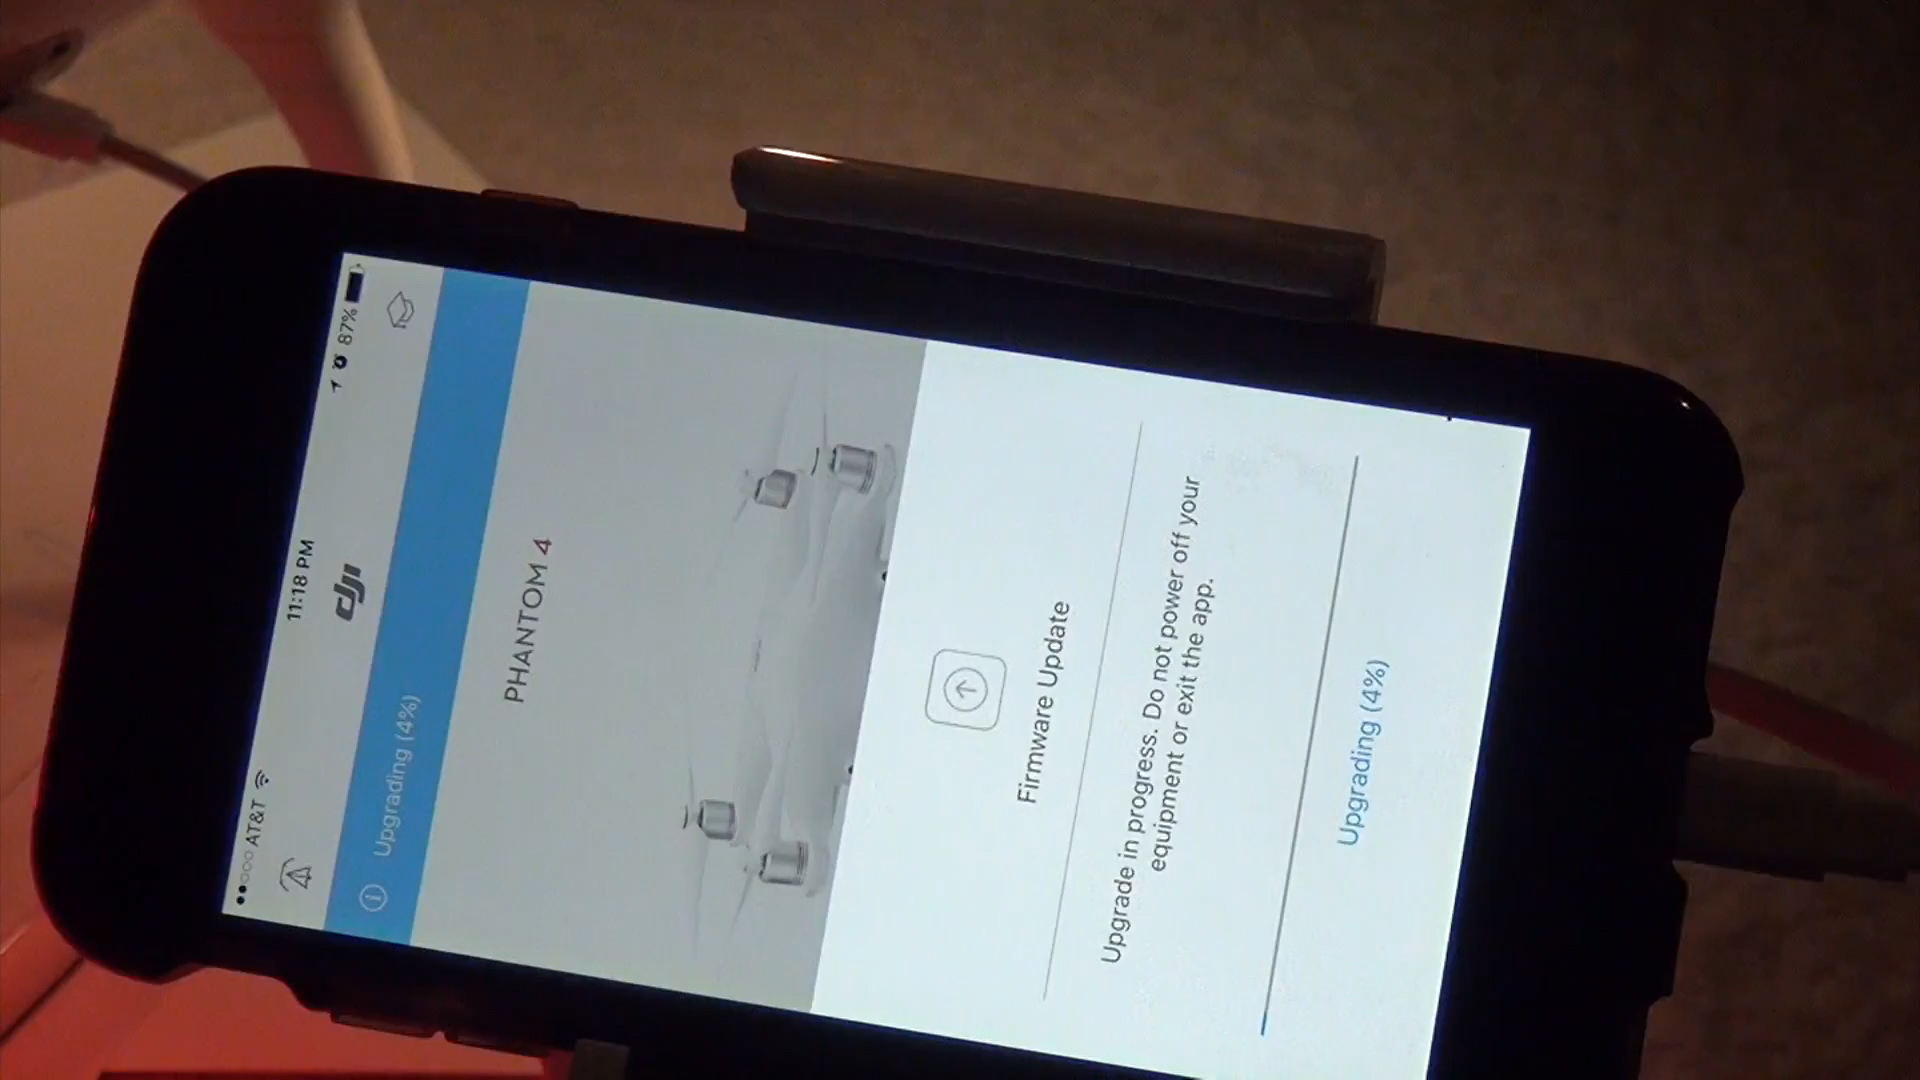 AT&T 11:18 PM 87%
dji
Upgrading (4%)
PHANTOM 4
Firmware Update
Upgrade in progress. Do not power off your
equipment or exit the app.
Upgrading (4%)